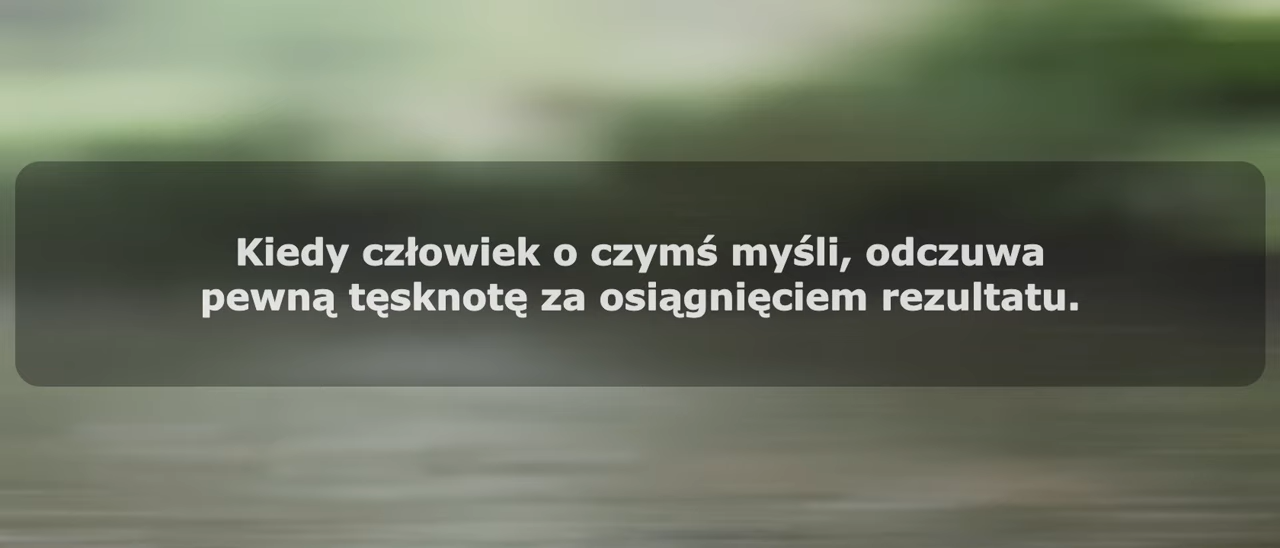 Kiedy człowiek o czymś myśli, odczuwa
pewną tęsknotę za osiągnięciem rezultatu.